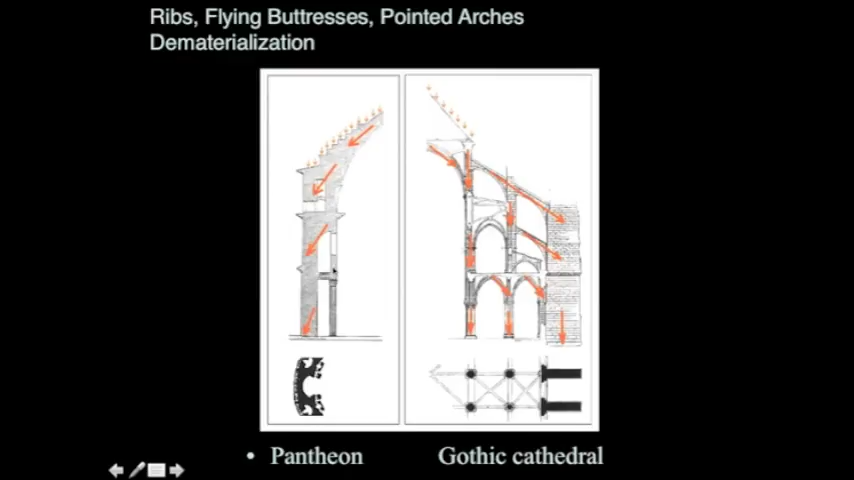 Ribs, Flying Buttresses, Pointed Arches
Dematerialization
• Pantheon
Gothic cathedral